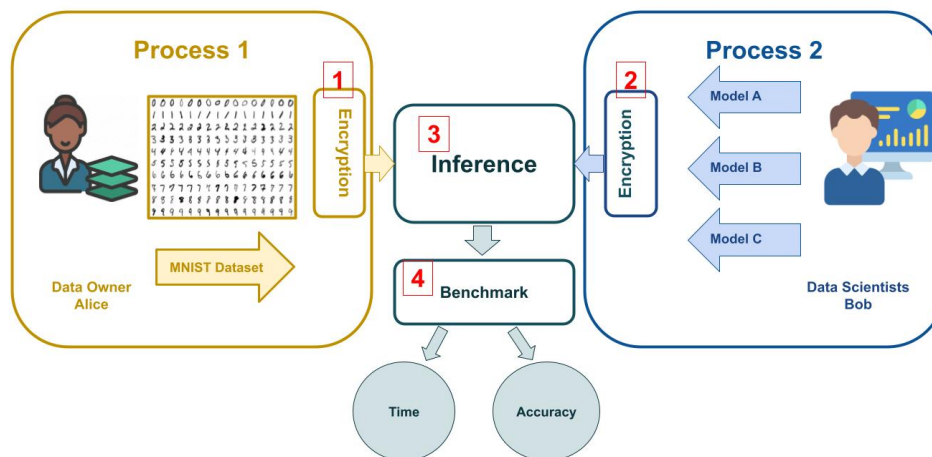 Process 1
1
Encryption
MNIST Dataset
Data Owner
Alice
3
Inference
4
Benchmark
Time
Accuracy
Process 2
2
Encryption
Model A
Model B
Model C
Data Scientists
Bob